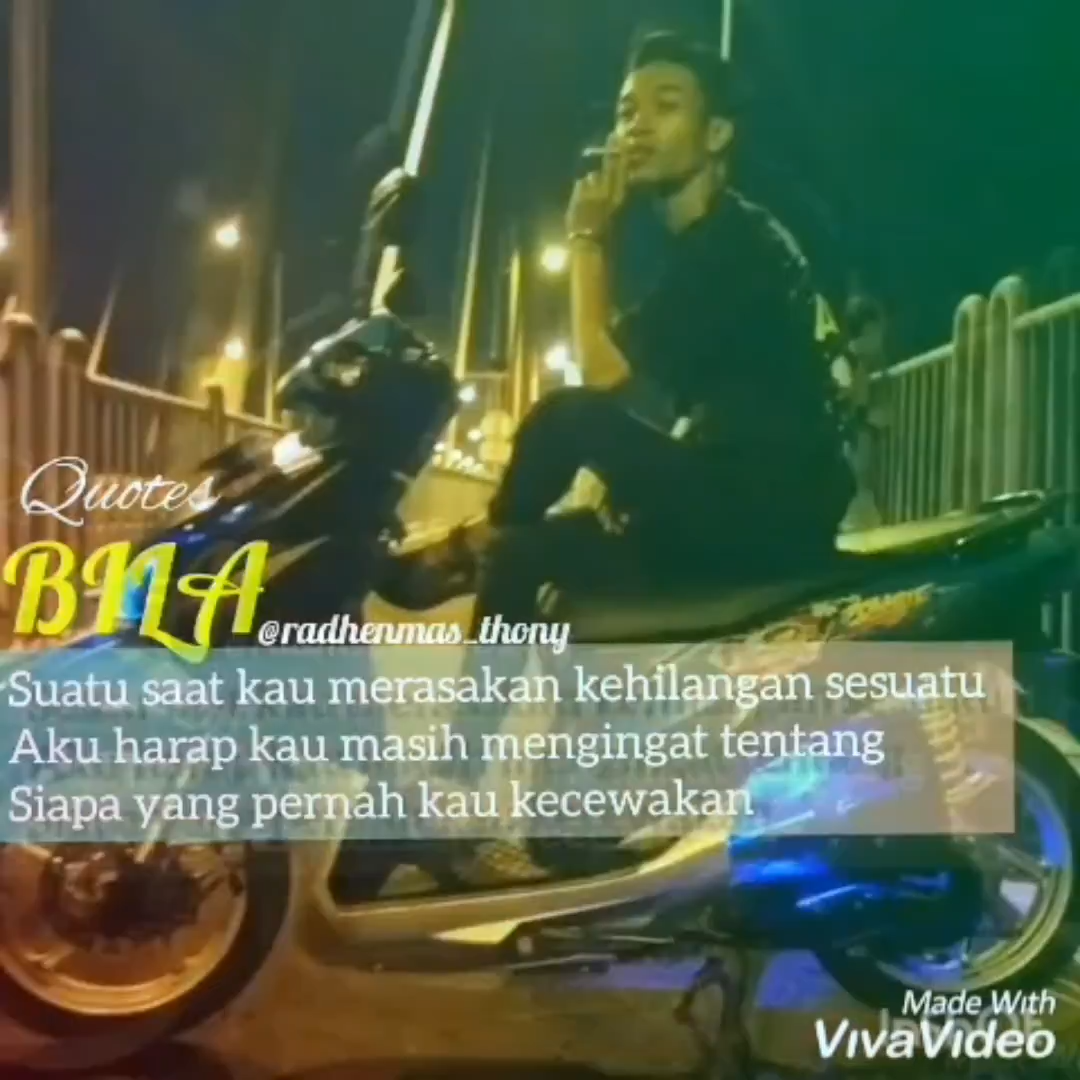 Quotes
BILA
@radhenmas_thony
Suatu saat kau merasakan kehilangan sesuatu
Aku harap kau masih mengingat tentang
Siapa yang pernah kau kecewakan
Made With
VivaVideo